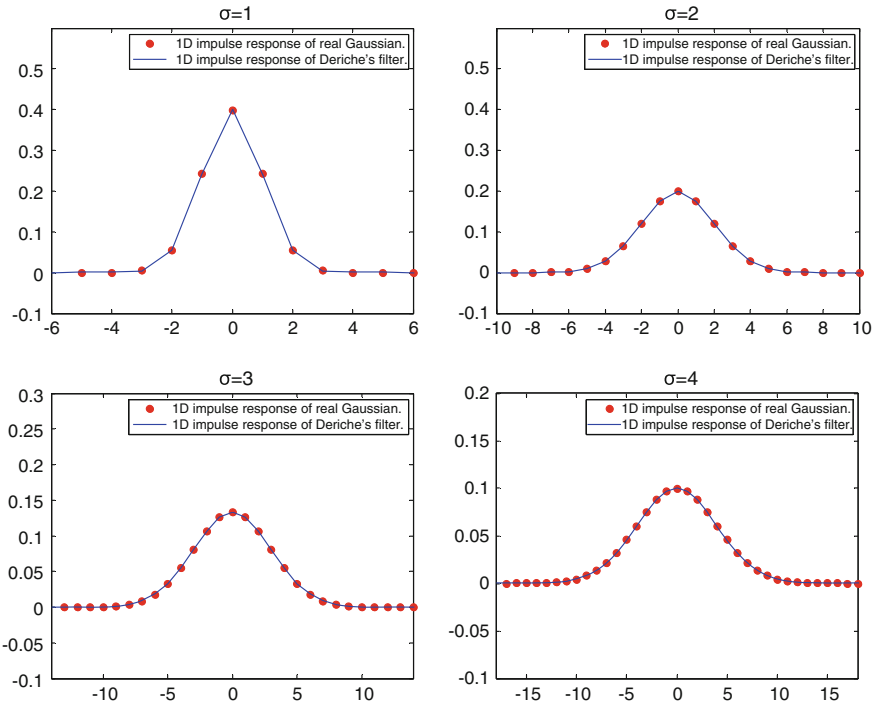 σ=1
1D impulse response of real Gaussian.
1D impulse response of Deriche's filter.
0.5
0.4
0.3
0.2
0.1
0
-0.1
-6 -4 -2 0 2 4 6
σ=2
1D impulse response of real Gaussian.
1D impulse response of Deriche's filter.
0.5
0.4
0.3
0.2
0.1
0
-0.1
-10 -8 -6 -4 -2 0 2 4 6 8 10
σ=3
1D impulse response of real Gaussian.
1D impulse response of Deriche's filter.
0.3
0.25
0.2
0.15
0.1
0.05
0
-0.05
-0.1
-10 -5 0 5 10
σ=4
1D impulse response of real Gaussian.
1D impulse response of Deriche's filter.
0.2
0.15
0.1
0.05
0
-0.05
-0.1
-15 -10 -5 0 5 10 15